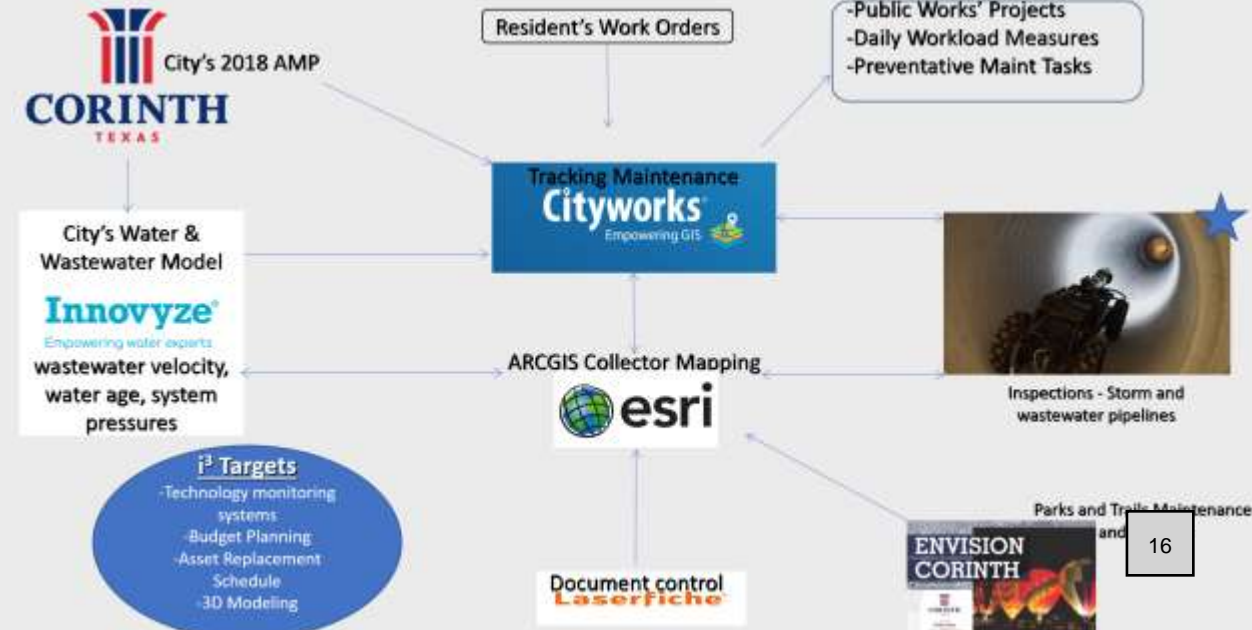 City's 2018 AMP
CORINTH
TEXAS
Resident's Work Orders
-Public Works' Projects
-Daily Workload Measures
-Preventative Maint Tasks
Tracking Maintenance
Cityworks
Empowering GIS
City's Water &
Wastewater Model
Innovyze®
Empowering water experts
wastewater velocity,
water age, system
pressures
ARCGIS Collector Mapping
esri
Inspections - Storm and
wastewater pipelines
i³ Targets
-Technology monitoring
systems
-Budget Planning
-Asset Replacement
Schedule
-3D Modeling
Document control
Laserfiche
Parks and Trails Maintenance
and
16
ENVISION
CORINTH
CORINTH